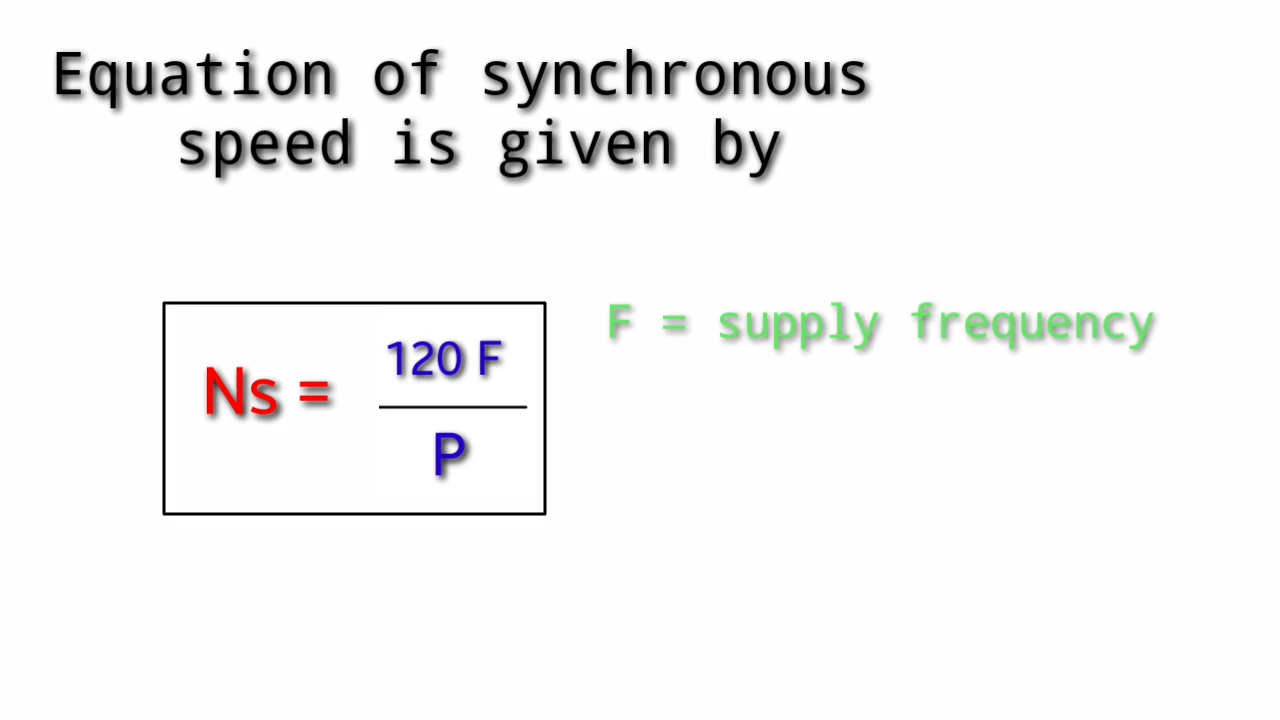 Equation of synchronous
speed is given by
F = supply frequency
Ns = 120 F
P